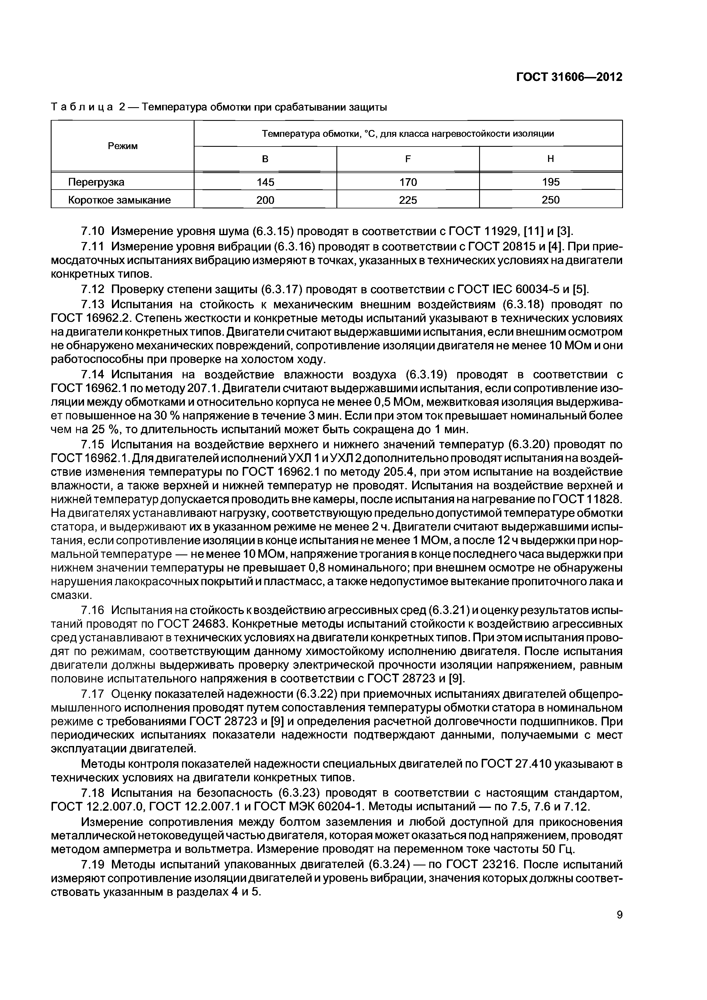 ГОСТ 31606—2012
Таблица 2 — Температура обмотки при срабатывании защиты
Режим
Температура обмотки, °С, для класса нагревостойкости изоляции
B
F
H
Перегрузка 145 170 195
Короткое замыкание 200 225 250
7.10 Измерение уровня шума (6.3.15) проводят в соответствии с ГОСТ 11929, [11] и [3].
7.11 Измерение уровня вибрации (6.3.16) проводят в соответствии с ГОСТ 20815 и [4]. При прие-
мосдаточных испытаниях вибрацию измеряют в точках, указанных в технических условиях на двигатели
конкретных типов.
7.12 Проверку степени защиты (6.3.17) проводят в соответствии с ГОСТ IEC 60034-5 и [5].
7.13 Испытания на стойкость к механическим внешним воздействиям (6.3.18) проводят по
ГОСТ 16962.2. Степень жесткости и конкретные методы испытаний указывают в технических условиях
на двигатели конкретных типов. Двигатели считают выдержавшими испытания, если внешним осмотром
не обнаружено механических повреждений, сопротивление изоляции двигателя не менее 10 МОм и они
работоспособны при проверке на холостом ходу.
7.14 Испытания на воздействие влажности воздуха (6.3.19) проводят в соответствии с
ГОСТ 16962.1 по методу 207.1. Двигатели считают выдержавшими испытания, если сопротивление изо-
ляции между обмотками и относительно корпуса не менее 0,5 МОм, межвитковая изоляция выдержива-
ет повышенное на 30 % напряжение в течение 3 мин. Если при этом ток превышает номинальный более
чем на 25 %, то длительность испытаний может быть сокращена до 1 мин.
7.15 Испытания на воздействие верхнего и нижнего значений температур (6.3.20) проводят по
ГОСТ 16962.1. Для двигателей исполнений УХЛ 1 и УХЛ 2 дополнительно проводят испытания на воздей-
ствие изменения температуры по ГОСТ 16962.1 по методу 205.4, при этом испытание на воздействие
влажности, а также верхней и нижней температур не проводят. Испытания на воздействие верхней и
нижней температур допускается проводить вне камеры, после испытания на нагревание по ГОСТ 11828.
На двигателях устанавливают нагрузку, соответствующую предельно допустимой температуре обмотки
статора, и выдерживают их в указанном режиме не менее 2 ч. Двигатели считают выдержавшими испы-
тания, если сопротивление изоляции в конце испытания не менее 1 МОм, а после 12 ч выдержки при нор-
мальной температуре — не менее 10 МОм, напряжение трогания в конце последнего часа выдержки при
нижнем значении температуры не превышает 0,8 номинального; при внешнем осмотре не обнаружены
нарушения лакокрасочных покрытий и пластмасс, а также недопустимое вытекание пропиточного лака и
смазки.
7.16 Испытания на стойкость к воздействию агрессивных сред (6.3.21) и оценку результатов испы-
таний проводят по ГОСТ 24683. Конкретные методы испытаний стойкости к воздействию агрессивных
сред устанавливают в технических условиях на двигатели конкретных типов. При этом испытания прово-
дят по режимам, соответствующим данному химостойкому исполнению двигателя. После испытания
двигатели должны выдерживать проверку электрической прочности изоляции напряжением, равным
половине испытательного напряжения в соответствии с ГОСТ 28723 и [9].
7.17 Оценку показателей надежности (6.3.22) при приемочных испытаниях двигателей общепро-
мышленного исполнения проводят путем сопоставления температуры обмотки статора в номинальном
режиме с требованиями ГОСТ 28723 и [9] и определения расчетной долговечности подшипников. При
периодических испытаниях показатели надежности подтверждают данными, получаемыми с мест
эксплуатации двигателей.
Методы контроля показателей надежности специальных двигателей по ГОСТ 27.410 указывают в
технических условиях на двигатели конкретных типов.
7.18 Испытания на безопасность (6.3.23) проводят в соответствии с настоящим стандартом,
ГОСТ 12.2.007.0, ГОСТ 12.2.007.1 и ГОСТ МЭК 60204-1. Методы испытаний — по 7.5, 7.6 и 7.12.
Измерение сопротивления между болтом заземления и любой доступной для прикосновения
металлической нетоковедущей частью двигателя, которая может оказаться под напряжением, проводят
методом амперметра и вольтметра. Измерение проводят на переменном токе частоты 50 Гц.
7.19 Методы испытаний упакованных двигателей (6.3.24) — по ГОСТ 23216. После испытаний
измеряют сопротивление изоляции двигателей и уровень вибрации, значения которых должны соответ-
ствовать указанным в разделах 4 и 5.
9